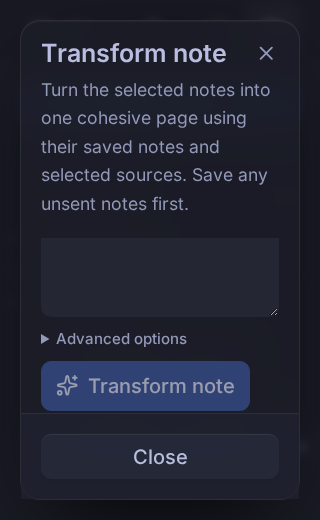 Transform note
Turn the selected notes into
one cohesive page using
their saved notes and
selected sources. Save any
unsent notes first.
Advanced options
Transform note
Close